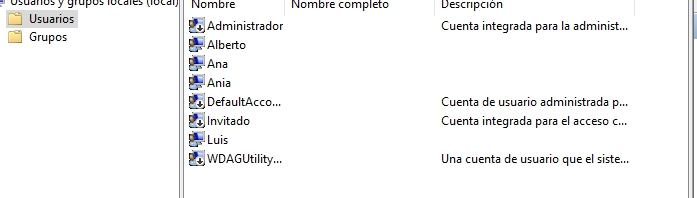 Usuarios y grupos locales (local)
Usuarios
Grupos
Nombre Nombre completo Descripción
Administrador Cuenta integrada para la administ...
Alberto
Ana
Ania
DefaultAcco... Cuenta de usuario administrada p...
Invitado Cuenta integrada para el acceso c...
Luis
WDAGUtility... Una cuenta de usuario que el siste...